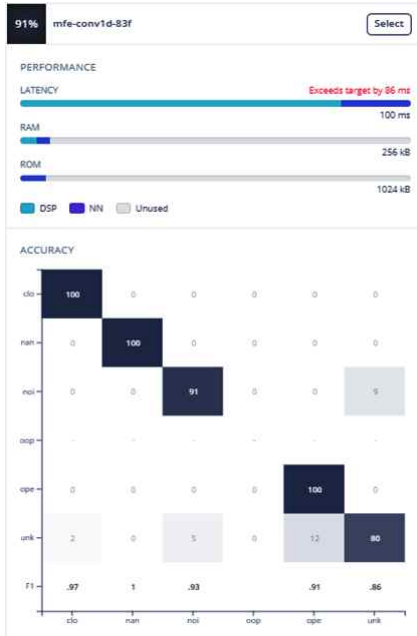 91% mfe-conv1d-83f Select
PERFORMANCE
LATENCY Exceeds target by 86 ms
100 ms
RAM
256 kB
ROM
1024 kB
DSP NN Unused
ACCURACY
clo 100 0 0 0 0 0
nan 0 100 0 0 0 0
noi 0 0 91 0 0 9
oop - - - - - -
ope 0 0 0 0 100 0
unk 2 0 5 0 12 80
F1 .97 1 .93 .91 .86
clo nan noi oop ope unk